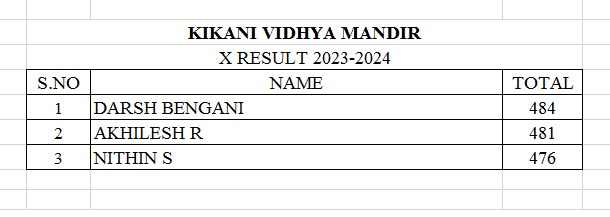 KIKANI VIDHYA MANDIR
X RESULT 2023-2024
S.NO NAME TOTAL
1 DARSH BENGANI 484
2 AKHILESH R 481
3 NITHIN S 476